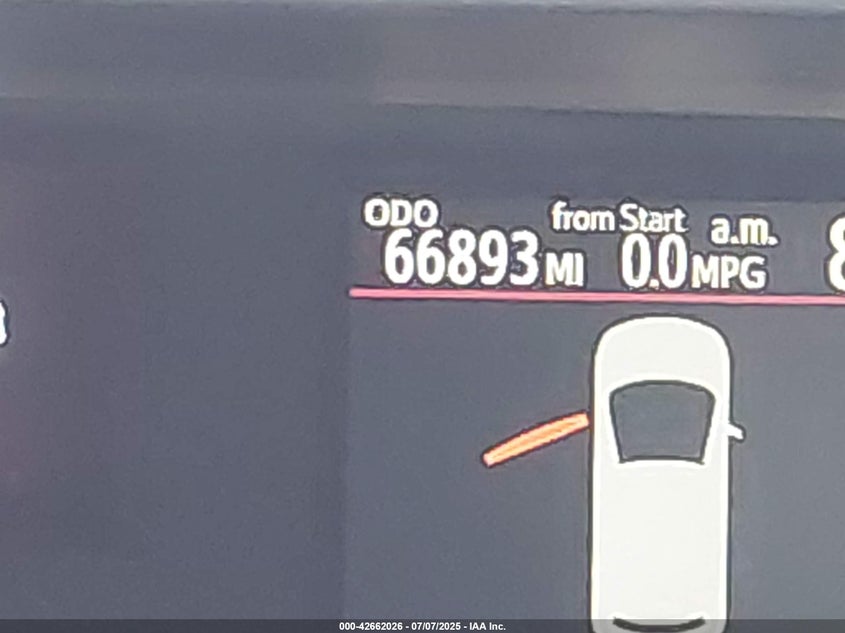 ODO from Start a.m.
66893 MI 0.0 MPG
000-42662026 - 07/07/2025 - IAA Inc.